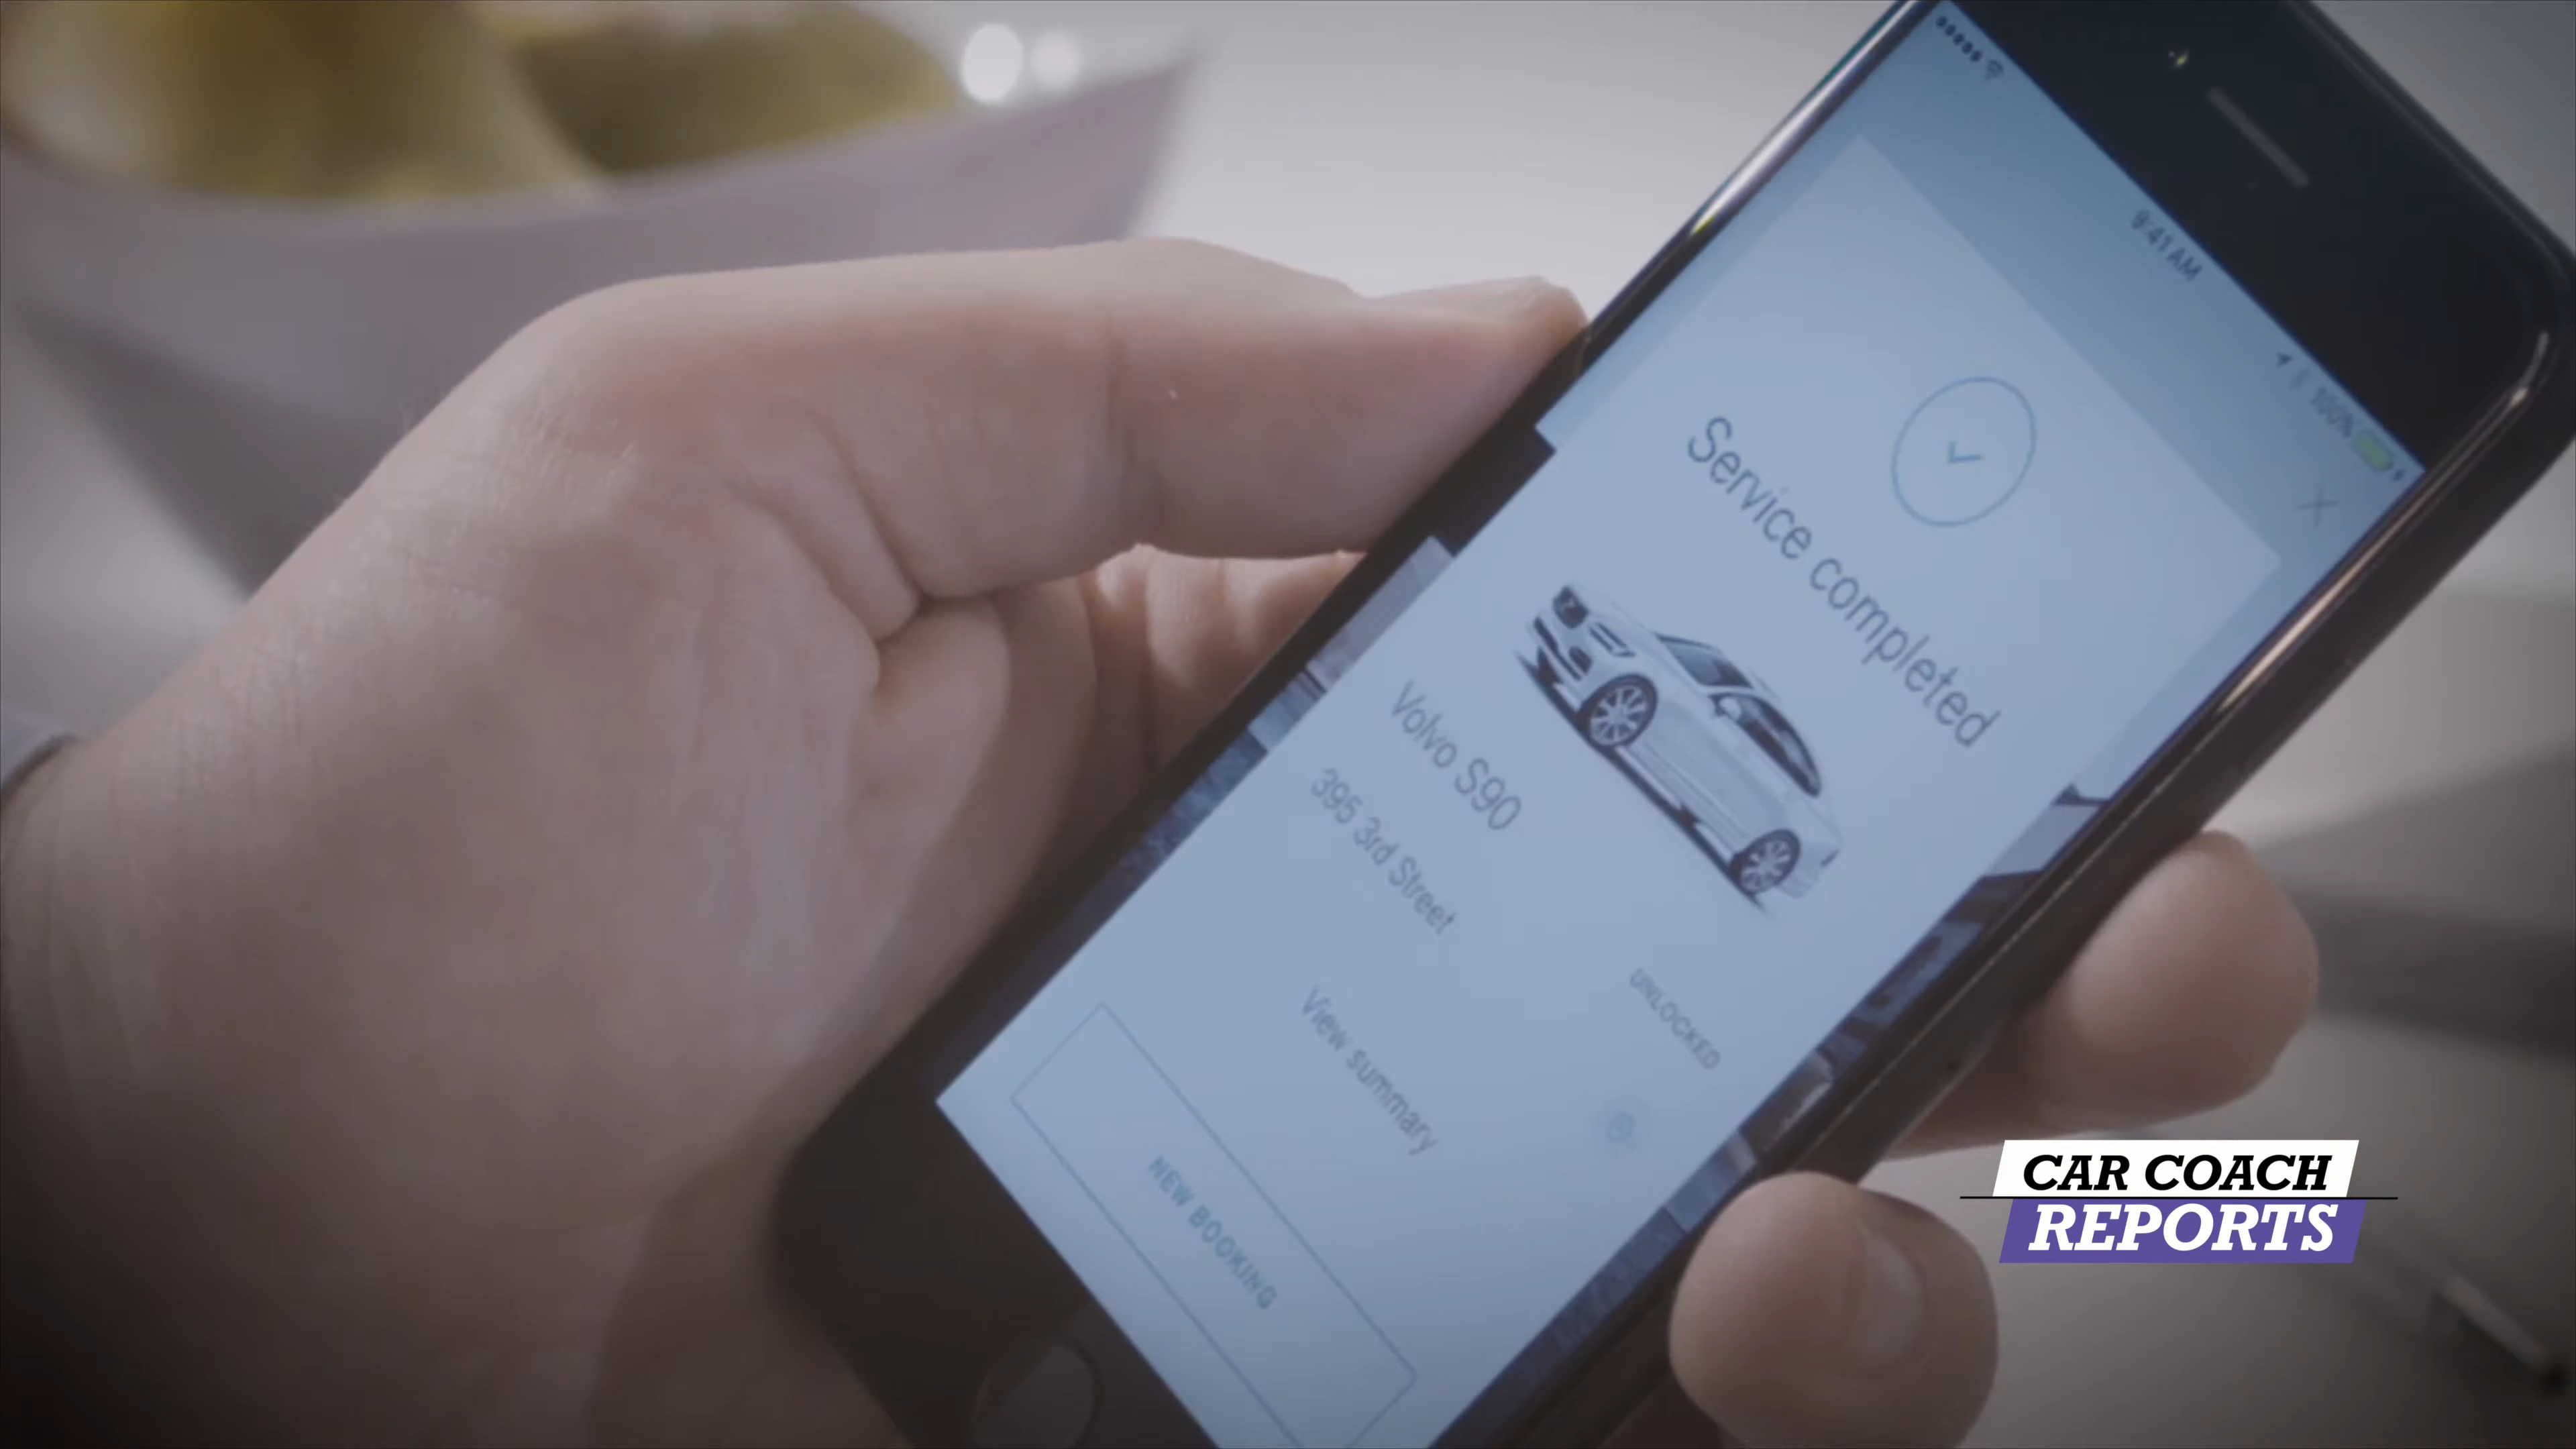 9:41 AM
100%
Service completed
Volvo S90
395 3rd Street
UNLOCKED
View summary
NEW BOOKING
CAR COACH
REPORTS